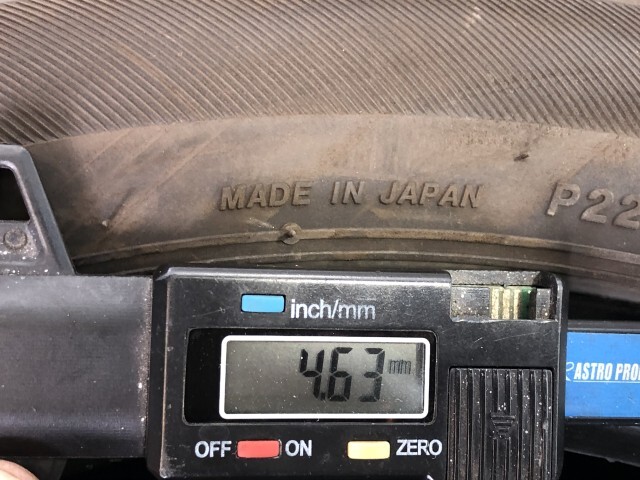 MADE IN JAPAN
P22
inch/mm
4.63 mm
ASTRO PRO
OFF ON ZERO